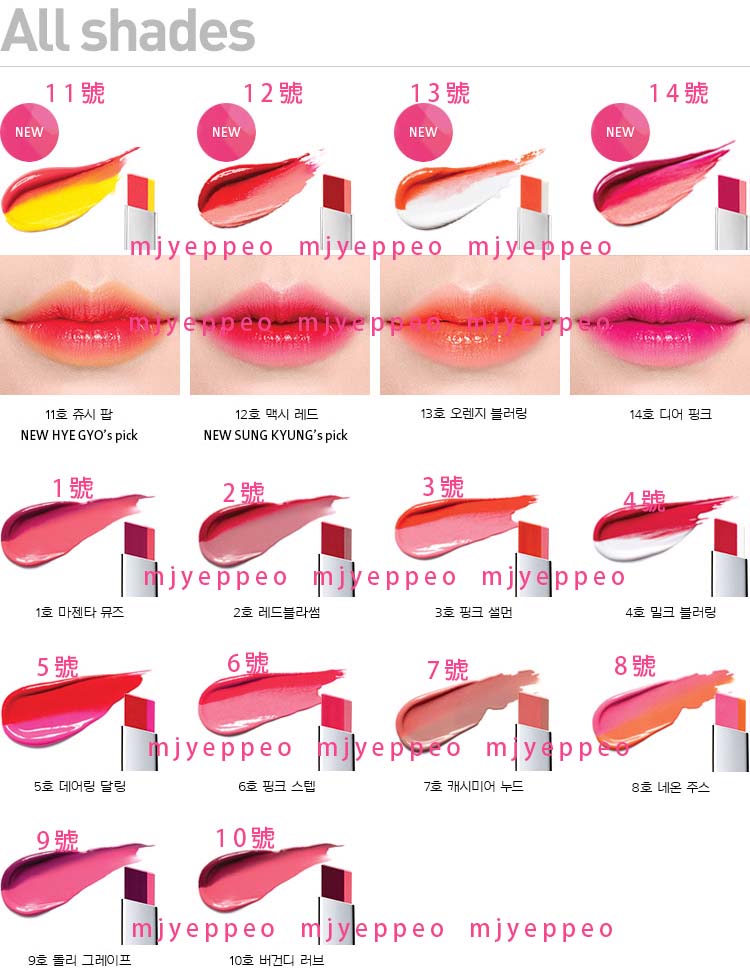 All shades
11號 12號 13號 14號
NEW NEW NEW NEW
mjyeppeo mjyeppeo mjyeppeo
mjyeppeo mjyeppeo mjyeppeo
11호 쥬시 팝 12호 맥시 레드 13호 오렌지 블러링 14호 디어 핑크
NEW HYE GYO's pick NEW SUNG KYUNG's pick
1號 2號 3號 4號
mjyeppeo mjyeppeo mjyeppeo
1호 마젠타 뮤즈 2호 레드블라썸 3호 핑크 샐먼 4호 밀크 블러링
5號 6號 7號 8號
mjyeppeo mjyeppeo mjyeppeo
5호 데어링 달링 6호 핑크 스텝 7호 캐시미어 누드 8호 네온 주스
9號 10號
mjyeppeo mjyeppeo mjyeppeo
9호 톨리 그레이프 10호 버건디 러브